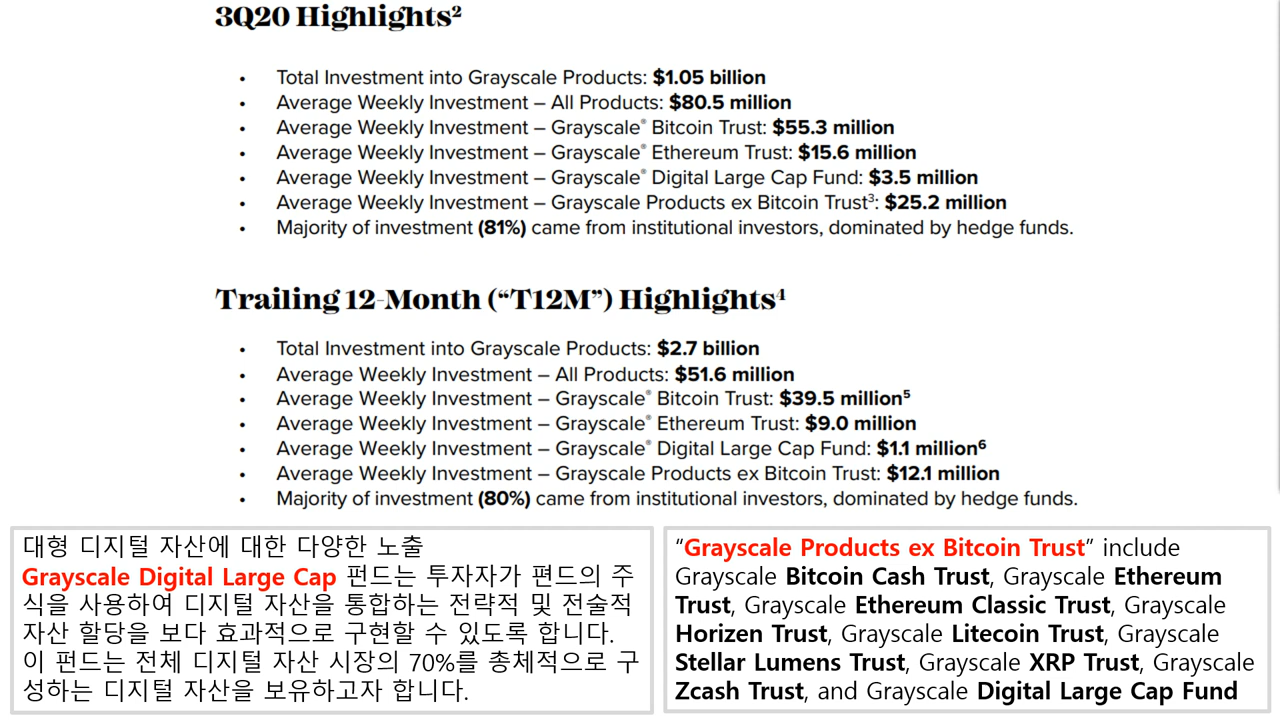 3Q20 Highlights²
• Total Investment into Grayscale Products: $1.05 billion
• Average Weekly Investment – All Products: $80.5 million
• Average Weekly Investment – Grayscale® Bitcoin Trust: $55.3 million
• Average Weekly Investment – Grayscale® Ethereum Trust: $15.6 million
• Average Weekly Investment – Grayscale® Digital Large Cap Fund: $3.5 million
• Average Weekly Investment – Grayscale Products ex Bitcoin Trust³: $25.2 million
• Majority of investment (81%) came from institutional investors, dominated by hedge funds.
Trailing 12-Month (“T12M”) Highlights⁴
• Total Investment into Grayscale Products: $2.7 billion
• Average Weekly Investment – All Products: $51.6 million
• Average Weekly Investment – Grayscale® Bitcoin Trust: $39.5 million⁵
• Average Weekly Investment – Grayscale® Ethereum Trust: $9.0 million
• Average Weekly Investment – Grayscale® Digital Large Cap Fund: $1.1 million⁶
• Average Weekly Investment – Grayscale Products ex Bitcoin Trust: $12.1 million
• Majority of investment (80%) came from institutional investors, dominated by hedge funds.
대형 디지털 자산에 대한 다양한 노출
Grayscale Digital Large Cap 펀드는 투자자가 펀드의 주
식을 사용하여 디지털 자산을 통합하는 전략적 및 전술적
자산 할당을 보다 효과적으로 구현할 수 있도록 합니다.
이 펀드는 전체 디지털 자산 시장의 70%를 총체적으로 구
성하는 디지털 자산을 보유하고자 합니다.
“Grayscale Products ex Bitcoin Trust” include
Grayscale Bitcoin Cash Trust, Grayscale Ethereum
Trust, Grayscale Ethereum Classic Trust, Grayscale
Horizen Trust, Grayscale Litecoin Trust, Grayscale
Stellar Lumens Trust, Grayscale XRP Trust, Grayscale
Zcash Trust, and Grayscale Digital Large Cap Fund